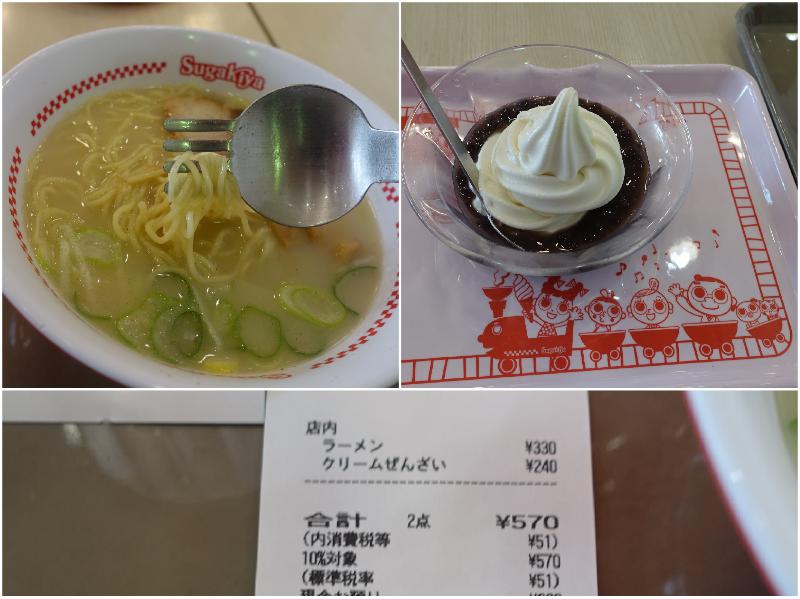 Sugakiya
Sugakiya
店内
ラーメン ¥330
クリームぜんざい ¥240
合計 2点 ¥570
(内消費税等 ¥51)
10%対象 ¥570
(標準税率 ¥51)